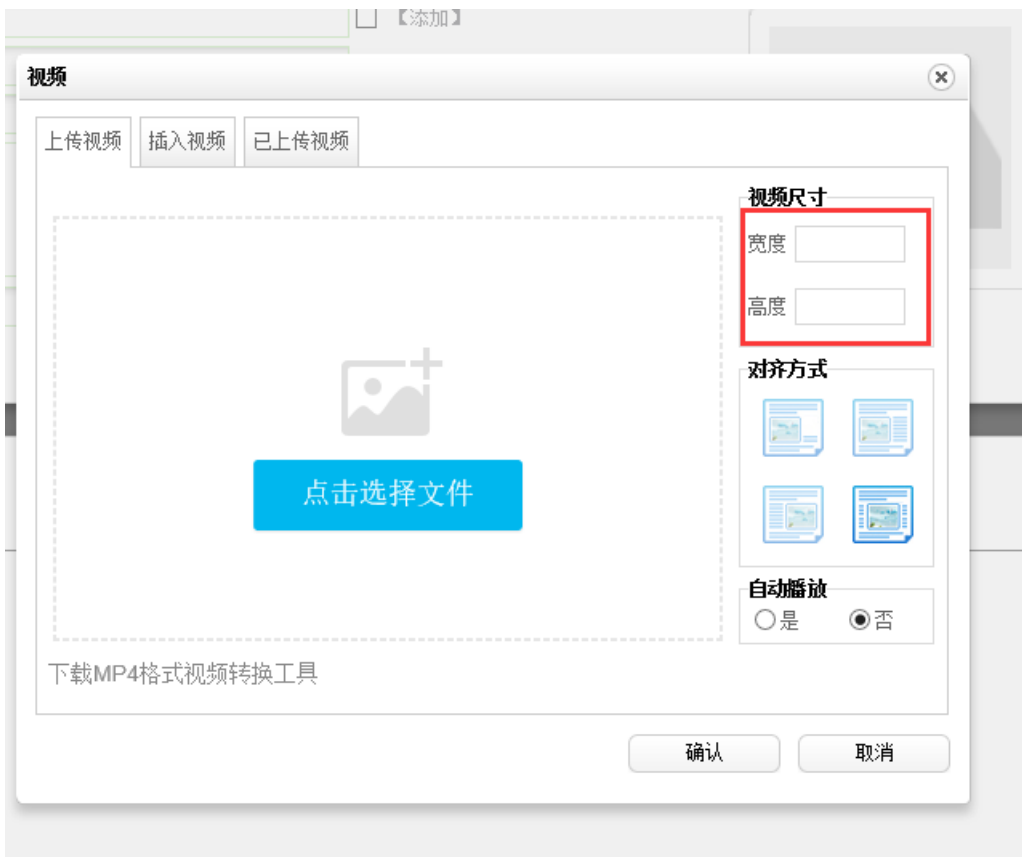 【添加】
视频
上传视频 插入视频 已上传视频
视频尺寸
宽度
高度
对齐方式
点击选择文件
自动播放
是 否
下载MP4格式视频转换工具
确认 取消